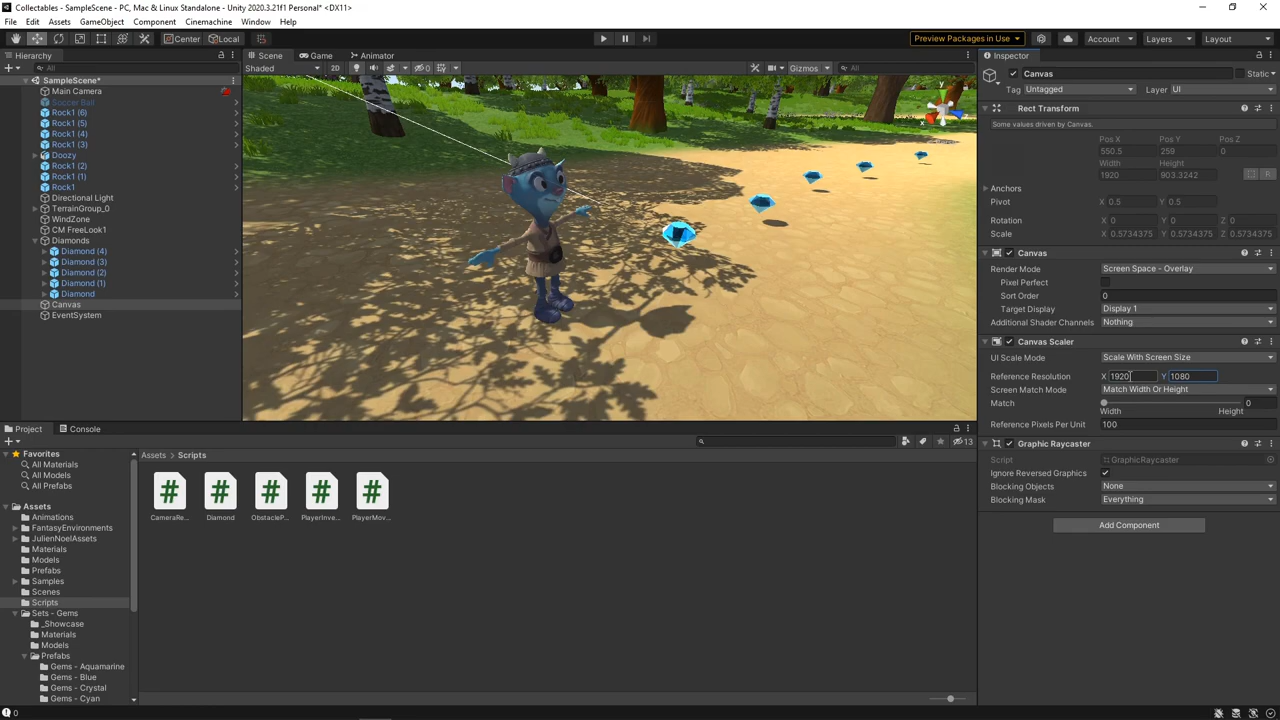 Collectables - SampleScene - PC, Mac & Linux Standalone - Unity 2020.3.21f1 Personal* <DX11>
File Edit Assets GameObject Component Cinemachine Window Help
Center Local Preview Packages in Use Account Layers Layout
Hierarchy
All
SampleScene*
Main Camera
Soccer Ball
Rock1 (6)
Rock1 (5)
Rock1 (4)
Rock1 (3)
Doozy
Rock1 (2)
Rock1 (1)
Rock1
Directional Light
TerrainGroup_0
WindZone
CM FreeLook1
Diamonds
Diamond (4)
Diamond (3)
Diamond (2)
Diamond (1)
Diamond
Canvas
EventSystem
Scene Game Animator
Shaded 2D 0 Gizmos All
y
Inspector
Canvas Static
Tag Untagged Layer UI
Rect Transform
Some values driven by Canvas.
Pos X Pos Y Pos Z
550.5 259 0
Width Height
1920 903.3242
R
Anchors
Pivot X 0.5 Y 0.5
Rotation X 0 Y 0 Z 0
Scale X 0.5734375 Y 0.5734375 Z 0.5734375
Canvas
Render Mode Screen Space - Overlay
Pixel Perfect
Sort Order 0
Target Display Display 1
Additional Shader Channels Nothing
Canvas Scaler
UI Scale Mode Scale With Screen Size
Reference Resolution X 1920 Y 1080
Screen Match Mode Match Width Or Height
Match 0
Width Height
Reference Pixels Per Unit 100
Graphic Raycaster
Script GraphicRaycaster
Ignore Reversed Graphics
Blocking Objects None
Blocking Mask Everything
Add Component
Project Console
13
Favorites
All Materials
All Models
All Prefabs
Assets
Animations
FantasyEnvironments
JulienNoelAssets
Materials
Models
Prefabs
Samples
Scenes
Scripts
Sets - Gems
_Showcase
Materials
Models
Prefabs
Gems - Aquamarine
Gems - Blue
Gems - Crystal
Gems - Cyan
Assets > Scripts
# # # # #
CameraRe... Diamond ObstacleP... PlayerInve... PlayerMov...
0